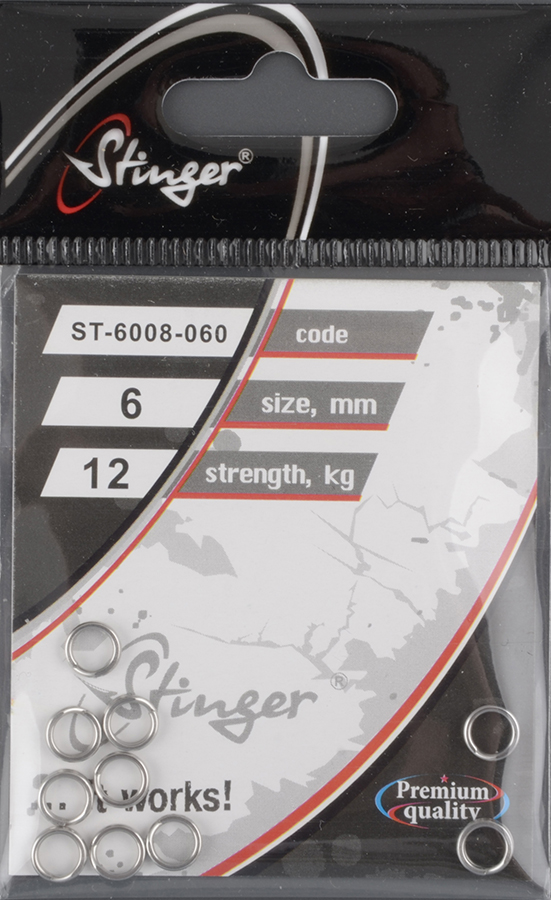 Stinger®
ST-6008-060 code
6 size, mm
12 strength, kg
Stinger®
works!
Premium
quality